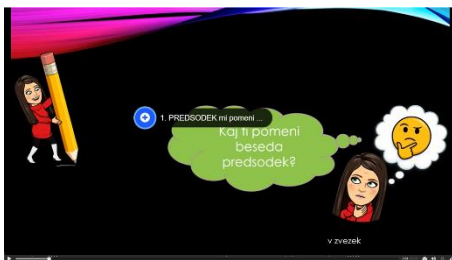 1. PREDSODEK mi pomeni ...
Kaj ti pomeni
beseda
predsodek?
v zvezek